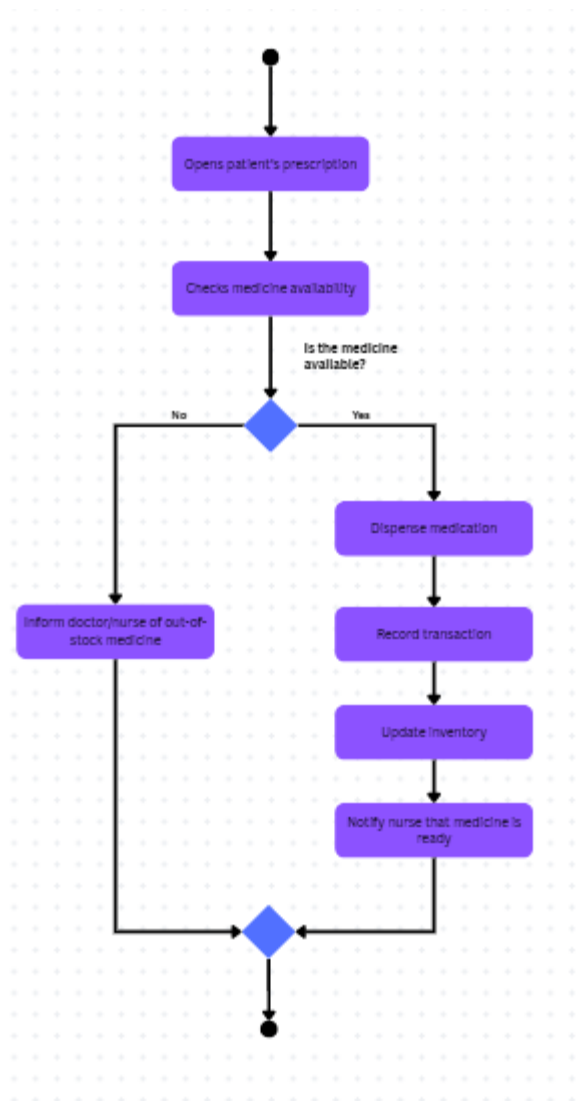 Opens patient's prescription
Checks medicine availability
Is the medicine
available?
No
Yes
Dispense medication
Inform doctor/nurse of out-of-
stock medicine
Record transaction
Update inventory
Notify nurse that medicine is
ready